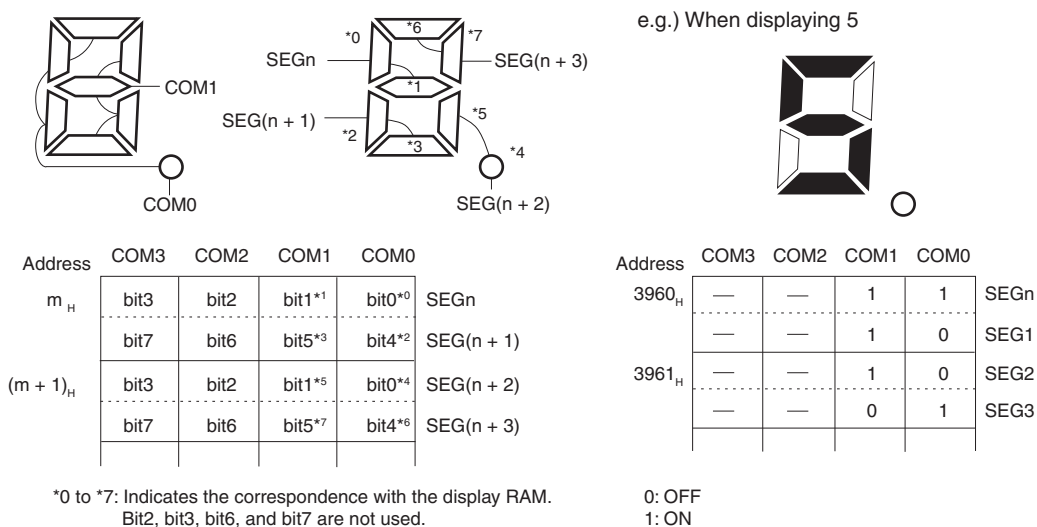 e.g.) When displaying 5
*6
*0
*7
SEGn
SEG(n + 3)
COM1
*1
*5
SEG(n + 1)
*2
*3
*4
COM0
SEG(n + 2)
Address COM3 COM2 COM1 COM0
m H bit3 bit2 bit1*1 bit0*0 SEGn
bit7 bit6 bit5*3 bit4*2 SEG(n + 1)
(m + 1)H bit3 bit2 bit1*5 bit0*4 SEG(n + 2)
bit7 bit6 bit5*7 bit4*6 SEG(n + 3)
*0 to *7: Indicates the correspondence with the display RAM.
Bit2, bit3, bit6, and bit7 are not used.
Address COM3 COM2 COM1 COM0
3960H — — 1 1 SEGn
— — 1 0 SEG1
3961H — — 1 0 SEG2
— — 0 1 SEG3
0: OFF
1: ON